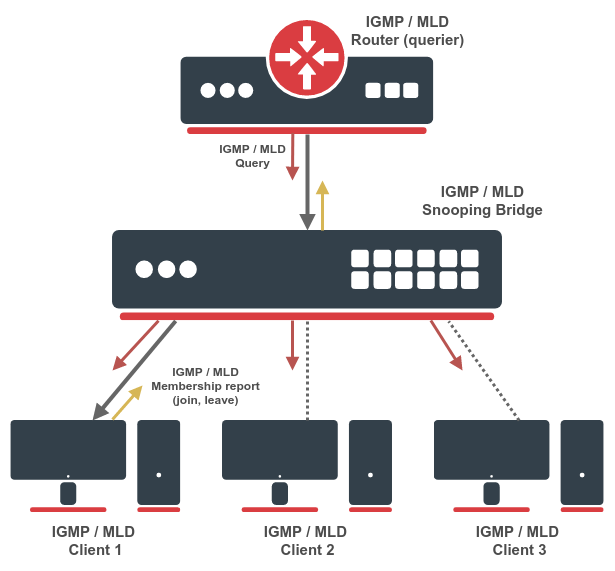 IGMP / MLD
Router (querier)
IGMP / MLD
Query
IGMP / MLD
Snooping Bridge
IGMP / MLD
Membership report
(join, leave)
IGMP / MLD
Client 1
IGMP / MLD
Client 2
IGMP / MLD
Client 3